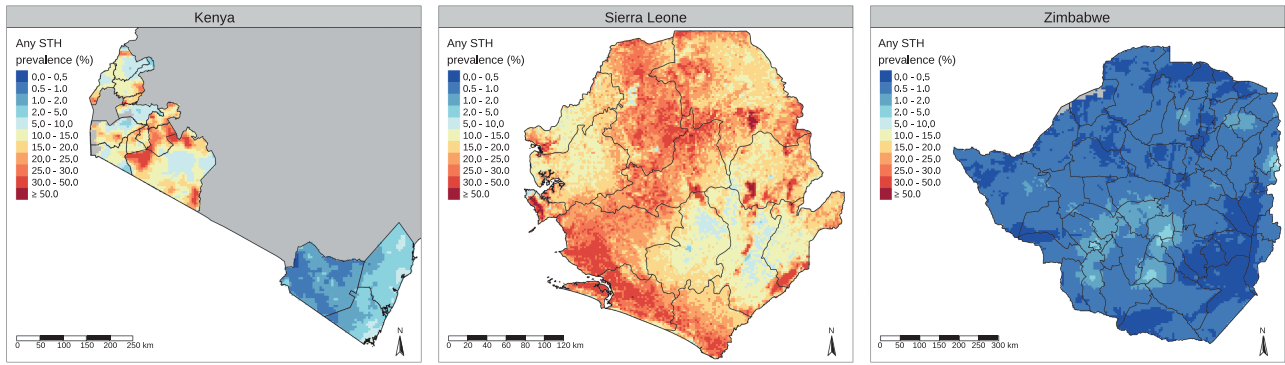 Kenya
Any STH
prevalence (%)
0,0 - 0,5
0,5 - 1.0
1.0 - 2.0
2,0 - 5,0
5,0 - 10,0
10.0 - 15.0
15.0 - 20.0
20,0 - 25,0
25,0 - 30,0
30.0 - 50.0
≥ 50.0
0 50 100 150 200 250 km
N
Sierra Leone
Any STH
prevalence (%)
0,0 - 0,5
0,5 - 1.0
1.0 - 2.0
2,0 - 5,0
5,0 - 10,0
10.0 - 15.0
15.0 - 20.0
20,0 - 25,0
25,0 - 30,0
30.0 - 50.0
≥ 50.0
0 20 40 60 80 100 120 km
N
Zimbabwe
Any STH
prevalence (%)
0,0 - 0,5
0,5 - 1.0
1.0 - 2.0
2,0 - 5,0
5,0 - 10,0
10.0 - 15.0
15.0 - 20.0
20,0 - 25,0
25,0 - 30,0
30.0 - 50.0
≥ 50.0
0 50 100 150 200 250 300 km
N